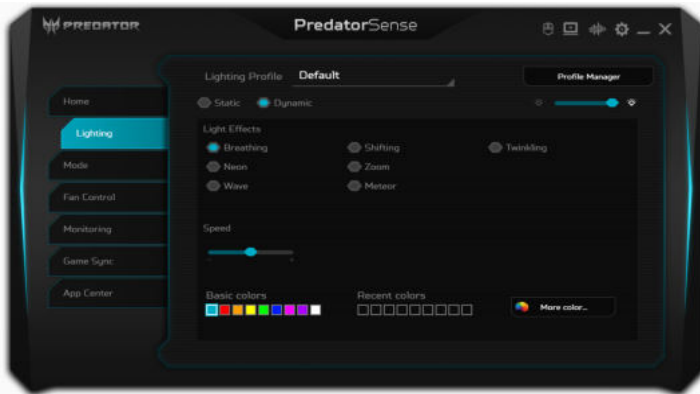 PREDATOR
PredatorSense
Lighting Profile Default
Profile Manager
Static Dynamic
Home
Lighting
Mode
Fan Control
Monitoring
Game Sync
App Center
Light Effects
Breathing Shifting Twinkling
Neon Zoom
Wave Meteor
Speed
Basic colors Recent colors
More color...